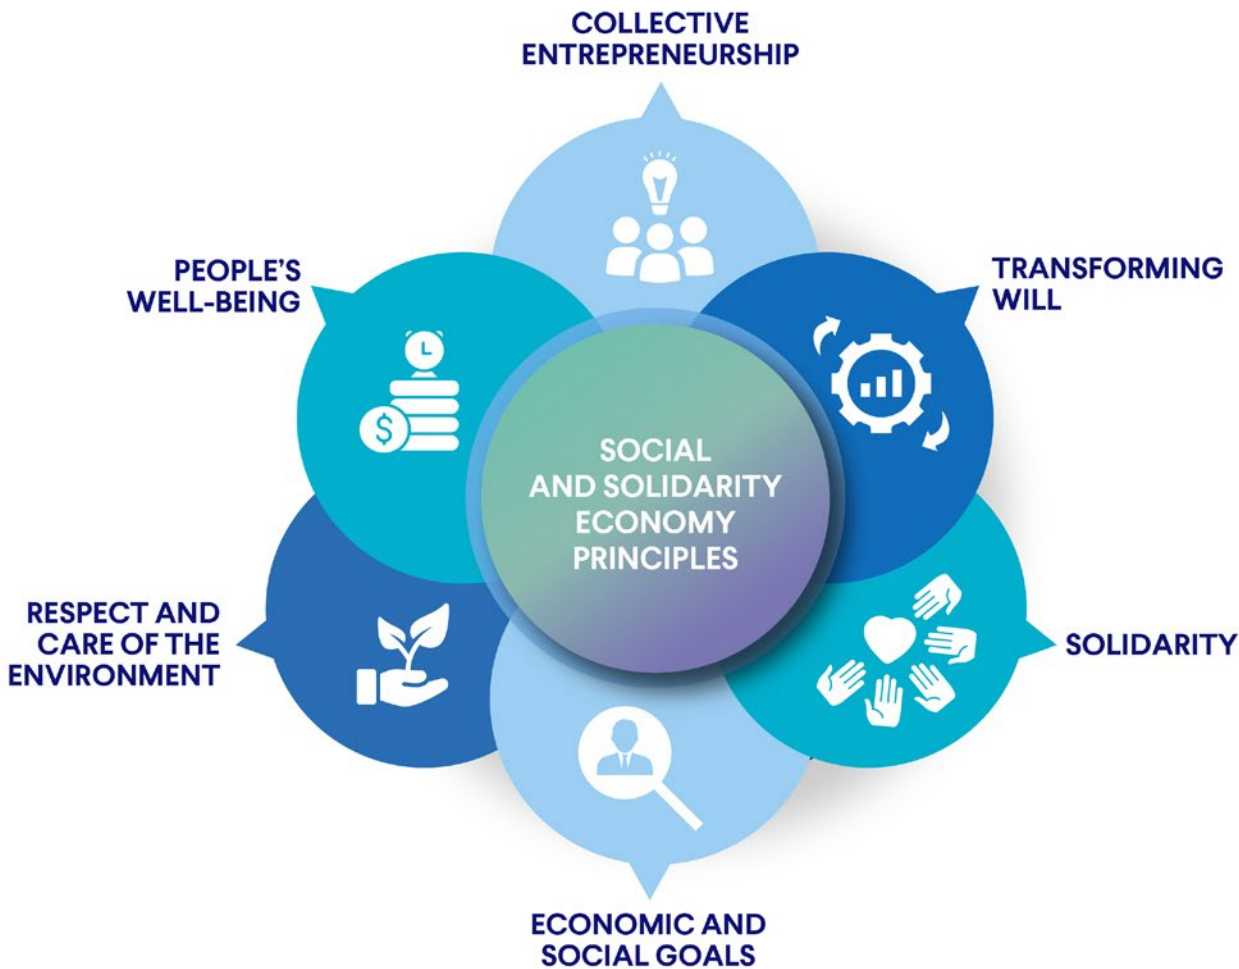 COLLECTIVE
ENTREPRENEURSHIP
PEOPLE'S
WELL-BEING
TRANSFORMING
WILL
SOCIAL
AND SOLIDARITY
ECONOMY
PRINCIPLES
RESPECT AND
CARE OF THE
ENVIRONMENT
SOLIDARITY
ECONOMIC AND
SOCIAL GOALS
$